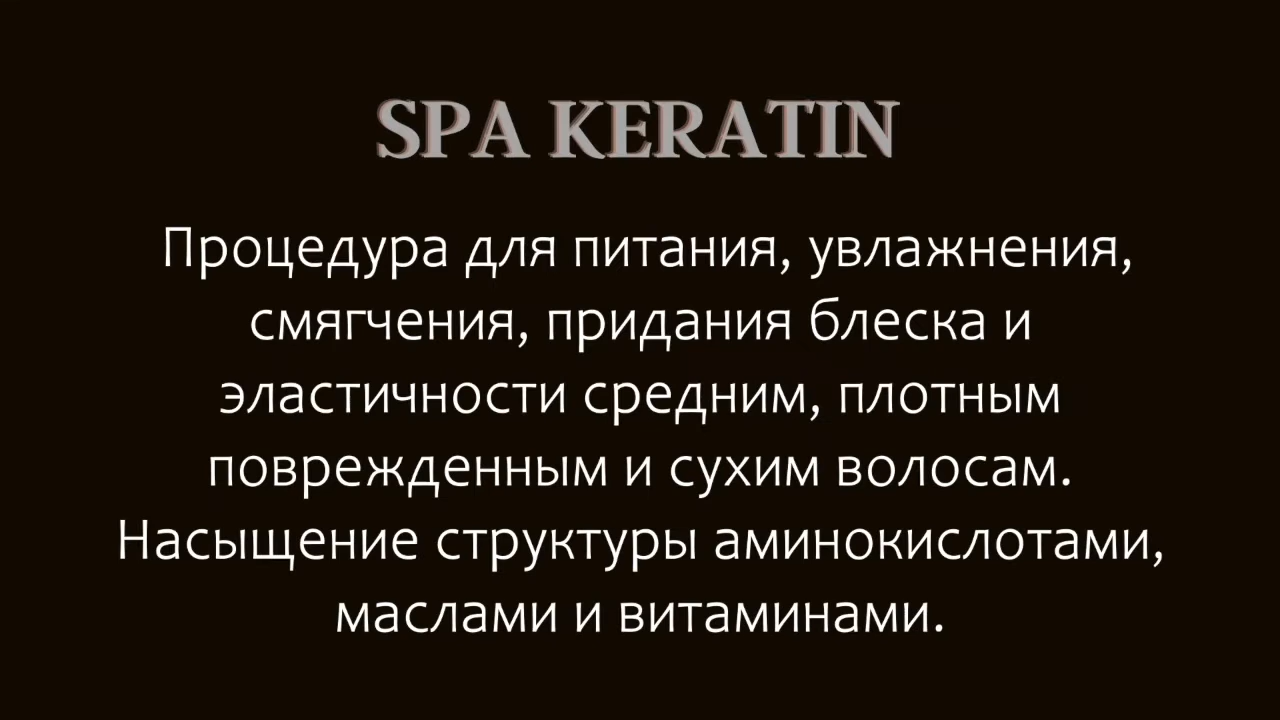 SPA KERATIN
Процедура для питания, увлажнения,
смягчения, придания блеска и
эластичности средним, плотным
поврежденным и сухим волосам.
Насыщение структуры аминокислотами,
маслами и витаминами.